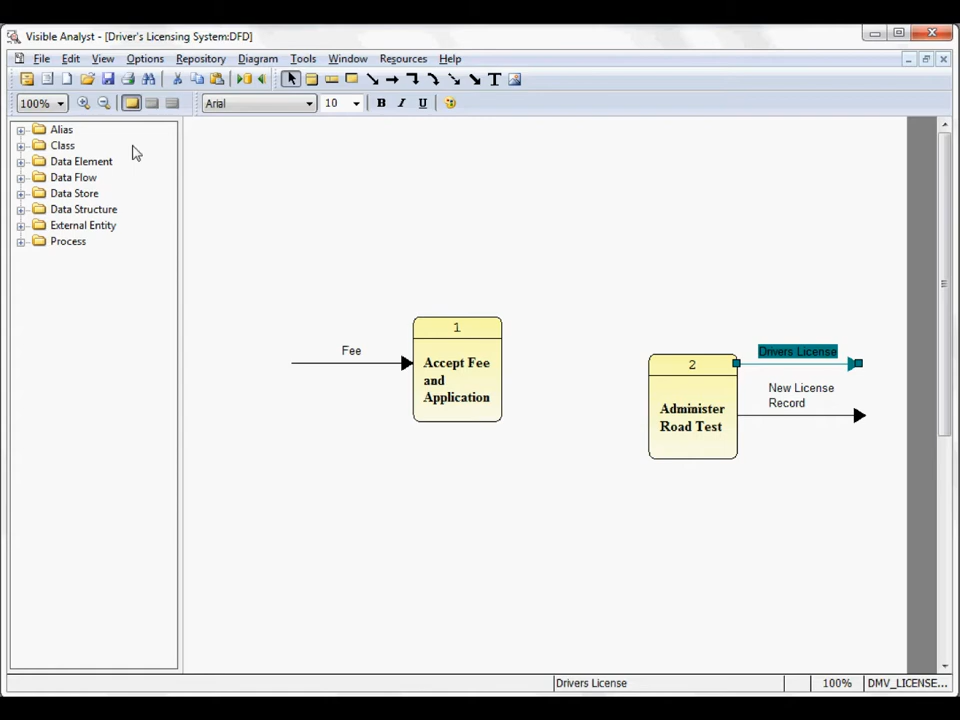 Visible Analyst - [Driver's Licensing System:DFD]
File Edit View Options Repository Diagram Tools Window Resources Help
100% Arial 10 B I U
Alias
Class
Data Element
Data Flow
Data Store
Data Structure
External Entity
Process
Fee
1
Accept Fee
and
Application
2
Administer
Road Test
Drivers License
New License
Record
Drivers License 100% DMV_LICENSE...